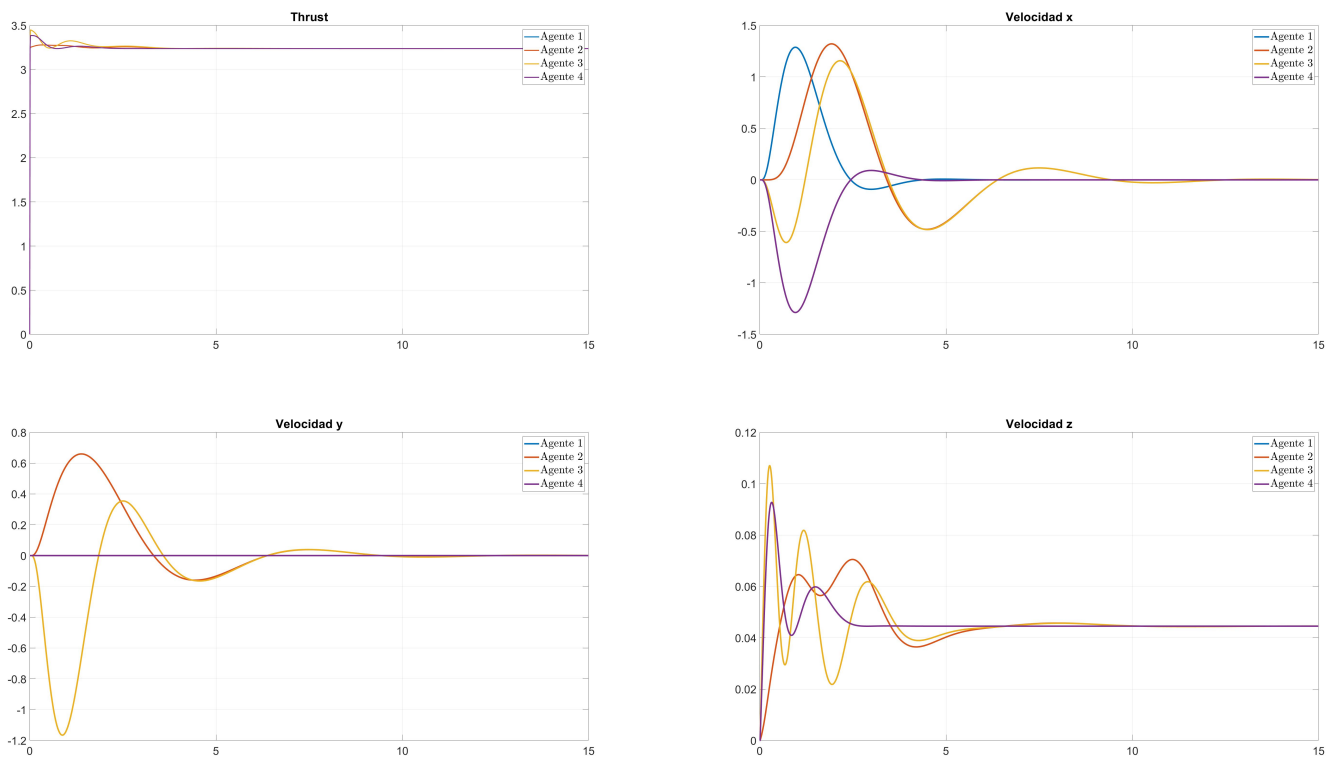 Thrust
3.5
3
2.5
2
1.5
1
0.5
0
0
5
10
15
Agente 1
Agente 2
Agente 3
Agente 4
Velocidad x
1.5
1
0.5
0
-0.5
-1
-1.5
0
5
10
15
Agente 1
Agente 2
Agente 3
Agente 4
Velocidad y
0.8
0.6
0.4
0.2
0
-0.2
-0.4
-0.6
-0.8
-1
-1.2
0
5
10
15
Agente 1
Agente 2
Agente 3
Agente 4
Velocidad z
0.12
0.1
0.08
0.06
0.04
0.02
0
0
5
10
15
Agente 1
Agente 2
Agente 3
Agente 4